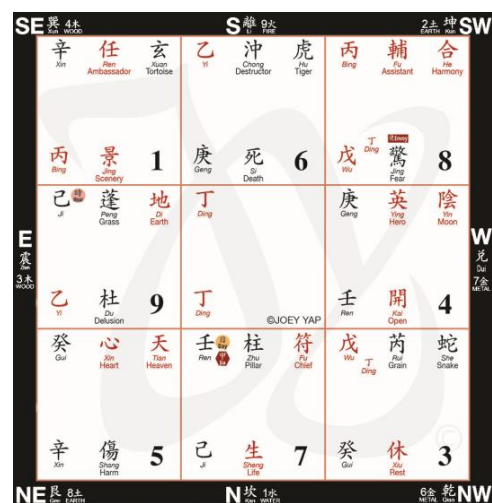 SE 巽 Xun 4木 WOOD
S 離 Li 9火 FIRE
2土 EARTH 坤 Kun SW
辛 任 玄
Xin Ren Xuan
Ambassador Tortoise
丙 景 1
Bing Jing
Scenery
乙 沖 虎
Yi Chong Hu
Destructor Tiger
庚 死 6
Geng Si
Death
丙 輔 合
Bing Fu He
Assistant Harmony
丁 Ding Envoy
戊 驚 8
Wu Jing
Fear
E
震
Zen
3木
WOOD
己 蓬 地
Ji Peng Di
Grass Earth
乙 杜 9
Yi Du
Delusion
丁
Ding
丁
Ding
©JOEY YAP
庚 英 陰
Geng Ying Yin
Hero Moon
壬 開 4
Ren Kai
Open
W
兌
Dui
7金
METAL
癸 心 天
Gui Xin Tian
Heart Heaven
辛 傷 5
Xin Shang
Harm
壬 日 Day 柱 符
Ren Zhu Fu
Pillar Chief
己 生 7
Ji Sheng
Life
戊 芮 蛇
Wu Rui She
丁 Ding Grain Snake
癸 休 3
Gui Xiu
Rest
NE 艮 Gen 8土 EARTH
N 坎 Kan 1水 WATER
6金 METAL 乾 Qian NW